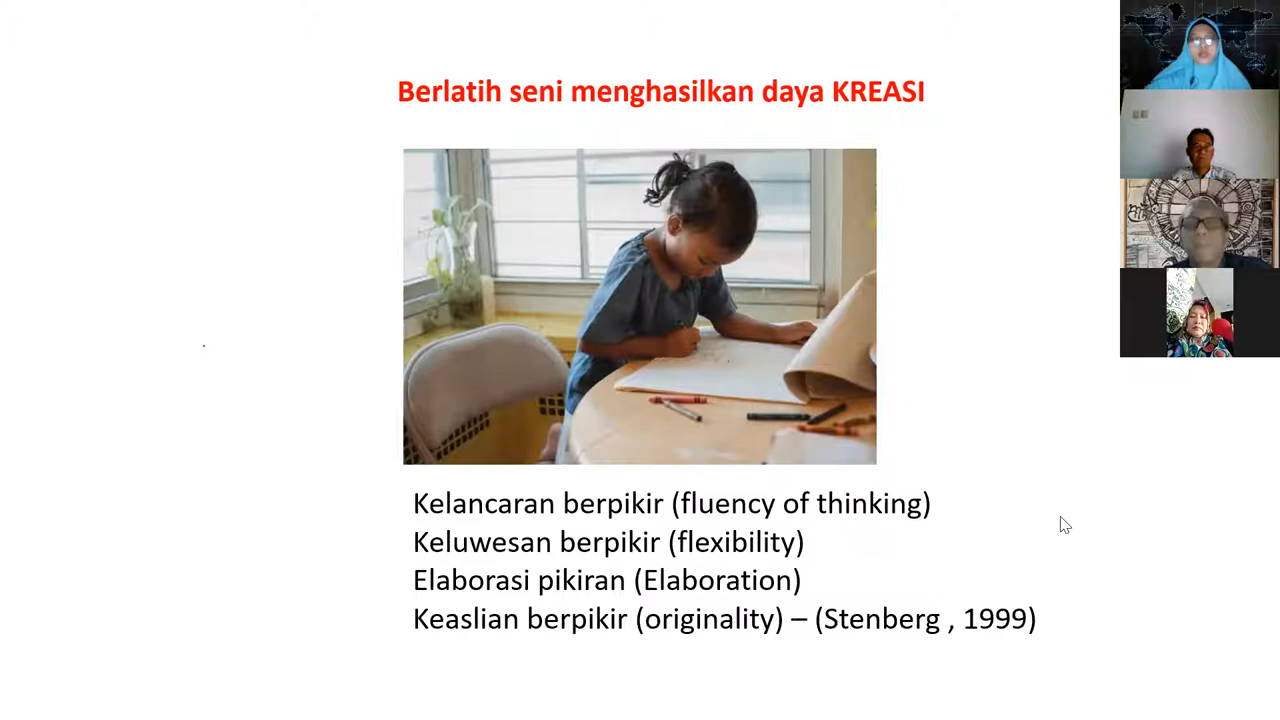 Berlatih seni menghasilkan daya KREASI
Kelancaran berpikir (fluency of thinking)
Keluwesan berpikir (flexibility)
Elaborasi pikiran (Elaboration)
Keaslian berpikir (originality) – (Stenberg , 1999)